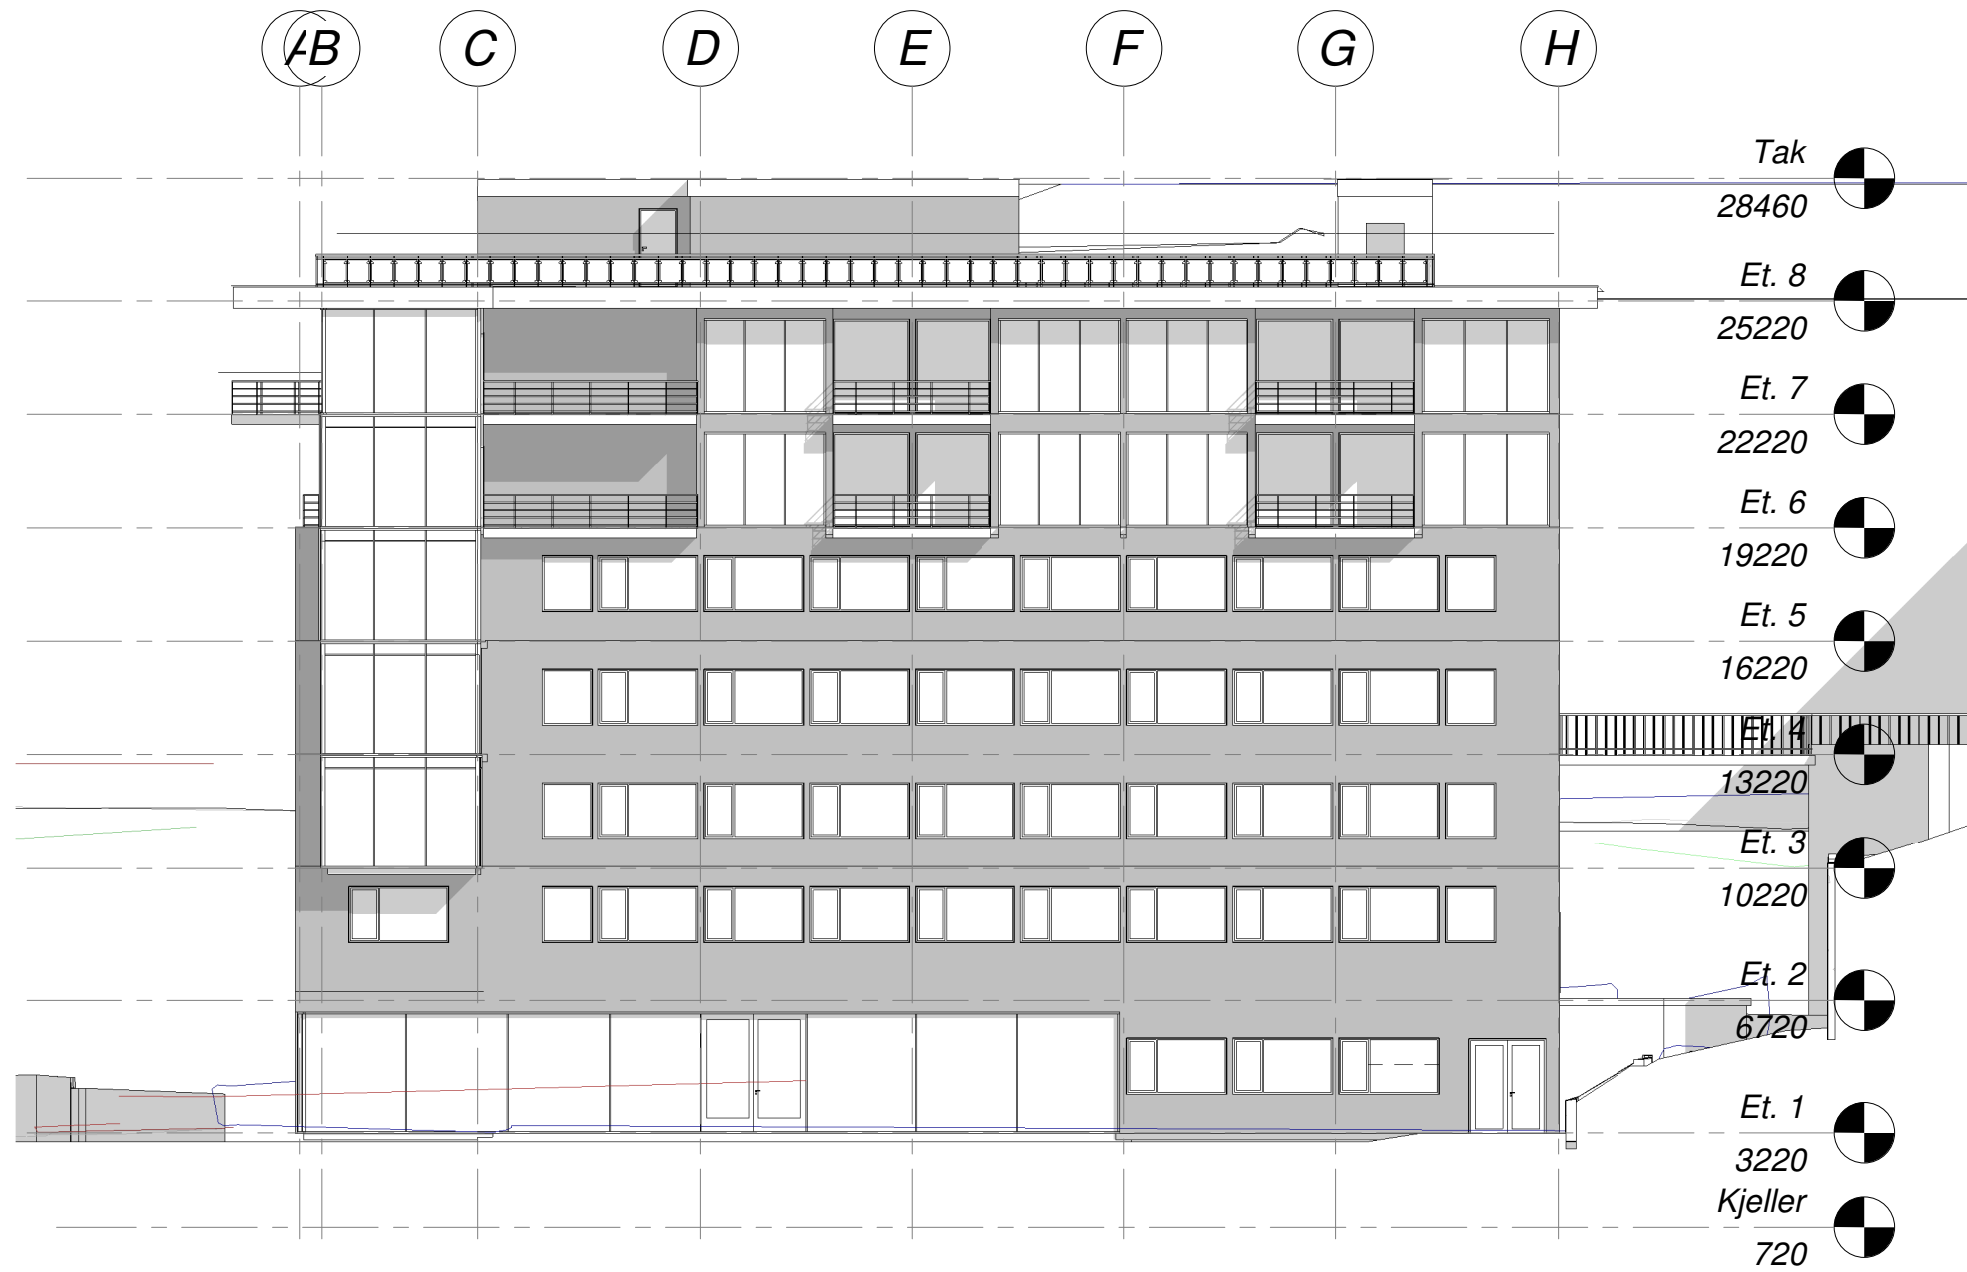 A B C D E F G H
Tak
28460
Et. 8
25220
Et. 7
22220
Et. 6
19220
Et. 5
16220
Et. 4
13220
Et. 3
10220
Et. 2
6720
Et. 1
3220
Kjeller
720